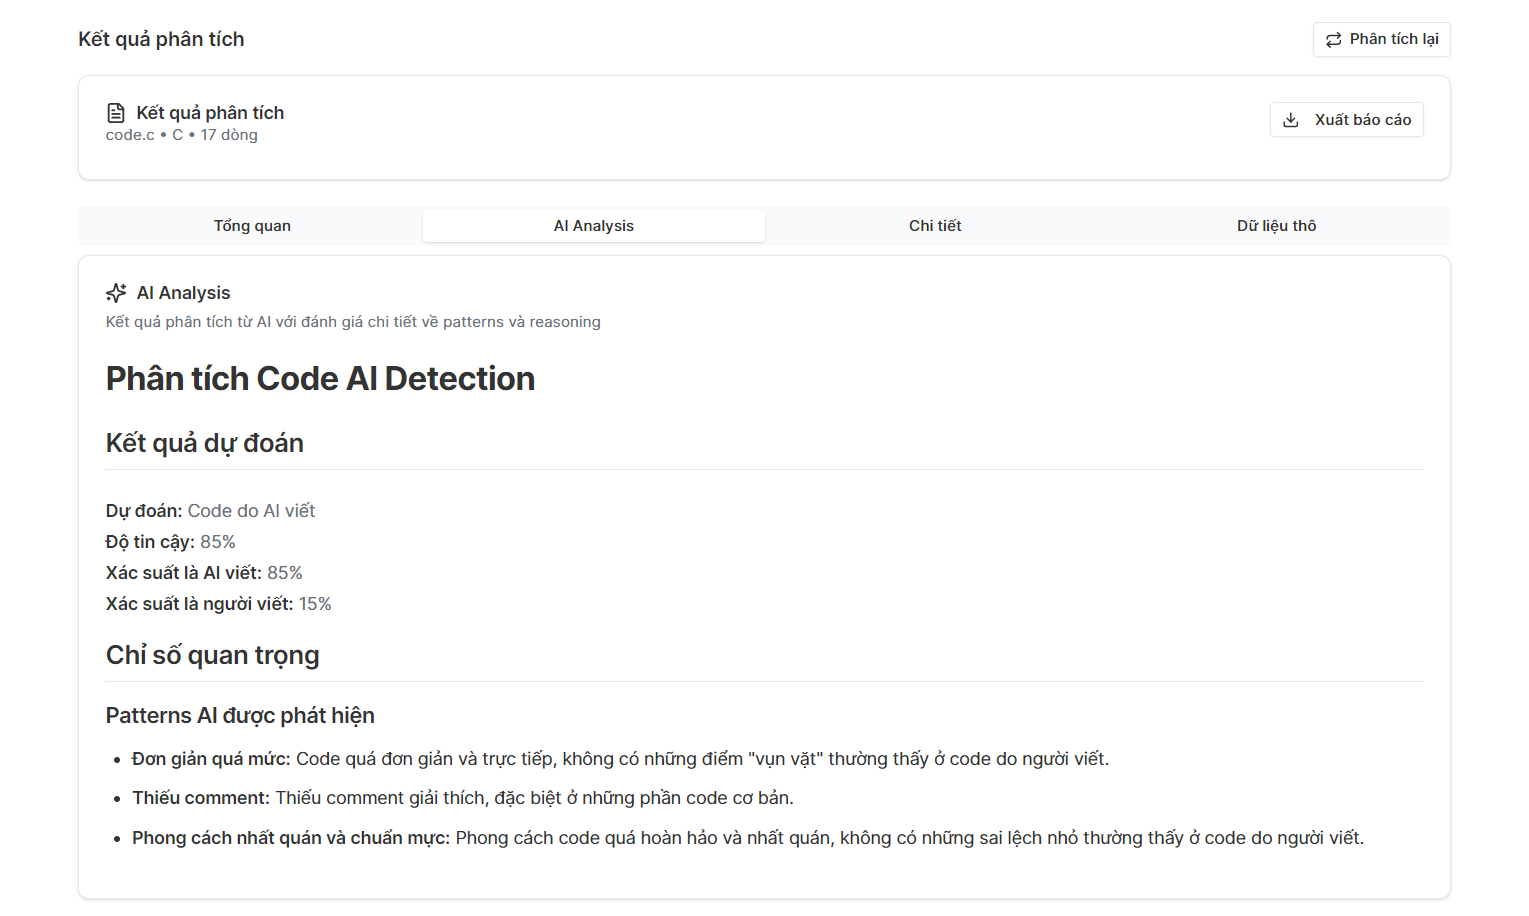 Kết quả phân tích
Phân tích lại
Kết quả phân tích
code.c • C • 17 dòng
Xuất báo cáo
Tổng quan
AI Analysis
Chi tiết
Dữ liệu thô
AI Analysis
Kết quả phân tích từ AI với đánh giá chi tiết về patterns và reasoning
Phân tích Code AI Detection
Kết quả dự đoán
Dự đoán: Code do AI viết
Độ tin cậy: 85%
Xác suất là AI viết: 85%
Xác suất là người viết: 15%
Chỉ số quan trọng
Patterns AI được phát hiện
• Đơn giản quá mức: Code quá đơn giản và trực tiếp, không có những điểm "vụn vặt" thường thấy ở code do người viết.
• Thiếu comment: Thiếu comment giải thích, đặc biệt ở những phần code cơ bản.
• Phong cách nhất quán và chuẩn mực: Phong cách code quá hoàn hảo và nhất quán, không có những sai lệch nhỏ thường thấy ở code do người viết.